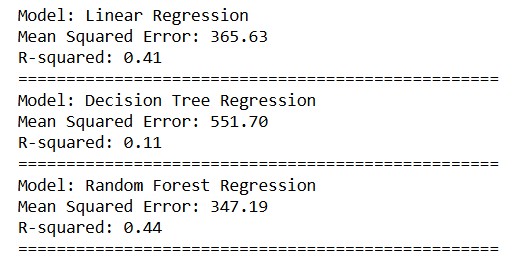 Model: Linear Regression
Mean Squared Error: 365.63
R-squared: 0.41
==================================================
Model: Decision Tree Regression
Mean Squared Error: 551.70
R-squared: 0.11
==================================================
Model: Random Forest Regression
Mean Squared Error: 347.19
R-squared: 0.44
==================================================